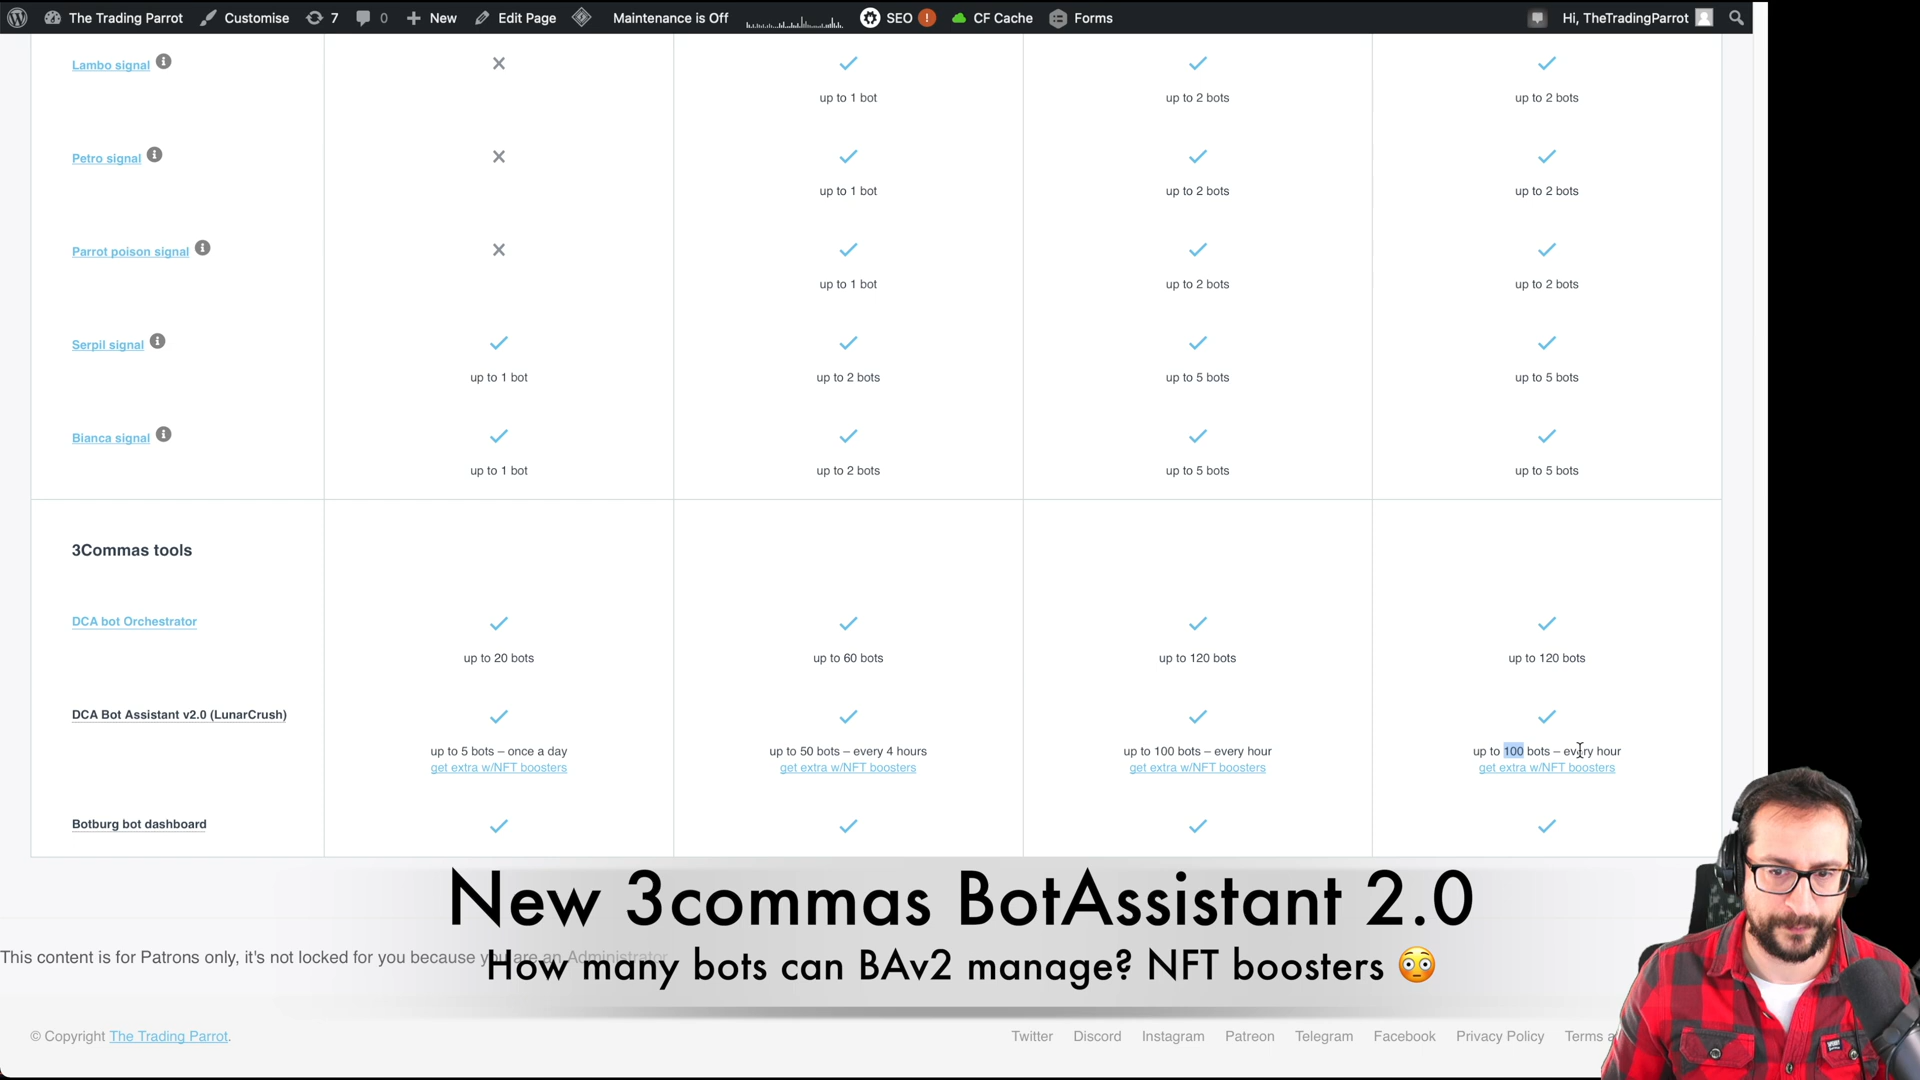 The Trading Parrot Customise 7 0 New Edit Page Maintenance is Off SEO ! CF Cache Forms Hi, TheTradingParrot
Lambo signal
up to 1 bot up to 2 bots up to 2 bots
Petro signal
up to 1 bot up to 2 bots up to 2 bots
Parrot poison signal
up to 1 bot up to 2 bots up to 2 bots
Serpil signal
up to 1 bot up to 2 bots up to 5 bots up to 5 bots
Bianca signal
up to 1 bot up to 2 bots up to 5 bots up to 5 bots
3Commas tools
DCA bot Orchestrator
up to 20 bots up to 60 bots up to 120 bots up to 120 bots
DCA Bot Assistant v2.0 (LunarCrush)
up to 5 bots – once a day up to 50 bots – every 4 hours up to 100 bots – every hour up to 100 bots – every hour
get extra w/NFT boosters get extra w/NFT boosters get extra w/NFT boosters get extra w/NFT boosters
Botburg bot dashboard
New 3commas BotAssistant 2.0
This content is for Patrons only, it's not locked for you because you are an Administrator
How many bots can BAv2 manage? NFT boosters 😳
© Copyright The Trading Parrot. Twitter Discord Instagram Patreon Telegram Facebook Privacy Policy Terms